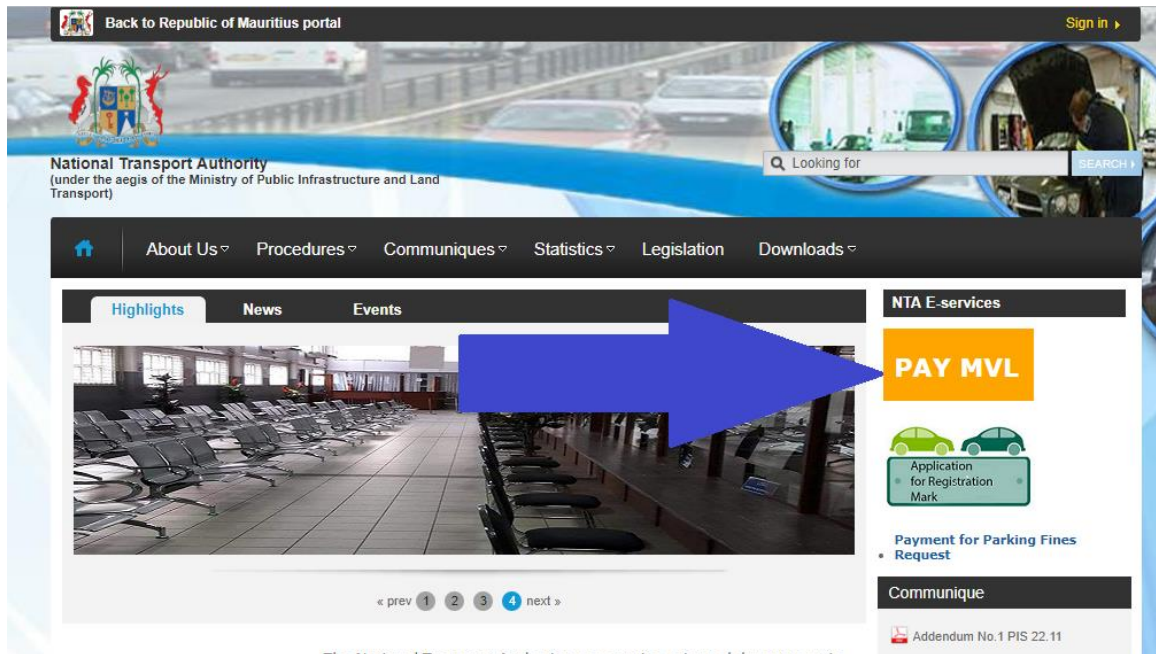 Back to Republic of Mauritius portal
Sign in
National Transport Authority
(under the aegis of the Ministry of Public Infrastructure and Land
Transport)
Looking for
SEARCH
About Us
Procedures
Communiques
Statistics
Legislation
Downloads
Highlights
News
Events
« prev 1 2 3 4 next »
NTA E-services
PAY MVL
Application
for Registration
Mark
Payment for Parking Fines
Request
Communique
Addendum No.1 PIS 22.11